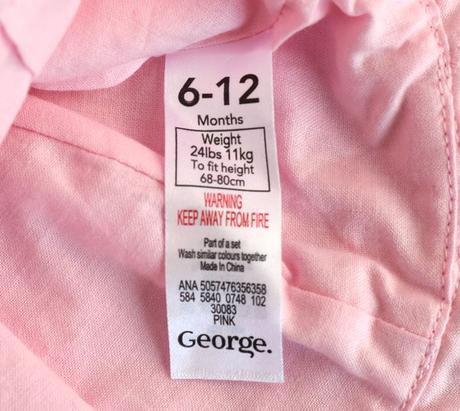 6-12
Months
Weight
24lbs 11kg
To fit height
68-80cm
WARNING
KEEP AWAY FROM FIRE
Part of a set
Wash similar colours together
Made In China
ANA 5057476356358
584 5840 0748 102
30083
PINK
George.